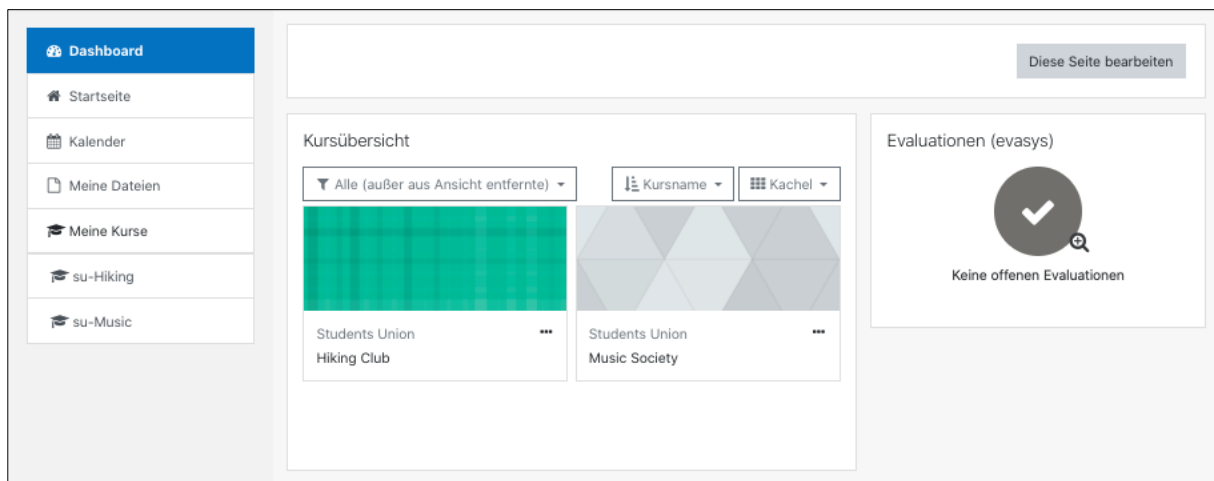 Dashboard
Startseite
Kalender
Meine Dateien
Meine Kurse
su-Hiking
su-Music
Diese Seite bearbeiten
Kursübersicht
Alle (außer aus Ansicht entfernte)
Kursname
Kachel
Students Union
Hiking Club
Students Union
Music Society
Evaluationen (evasys)
Keine offenen Evaluationen